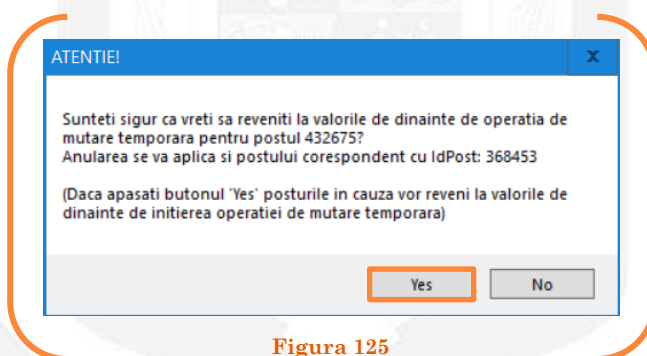 ATENTIE!
x
Sunteti sigur ca vreti sa reveniti la valorile de dinainte de operatia de
mutare temporara pentru postul 432675?
Anularea se va aplica si postului corespondent cu IdPost: 368453
(Daca apasati butonul 'Yes' posturile in cauza vor reveni la valorile de
dinainte de initierea operatiei de mutare temporara)
Yes
No
Figura 125